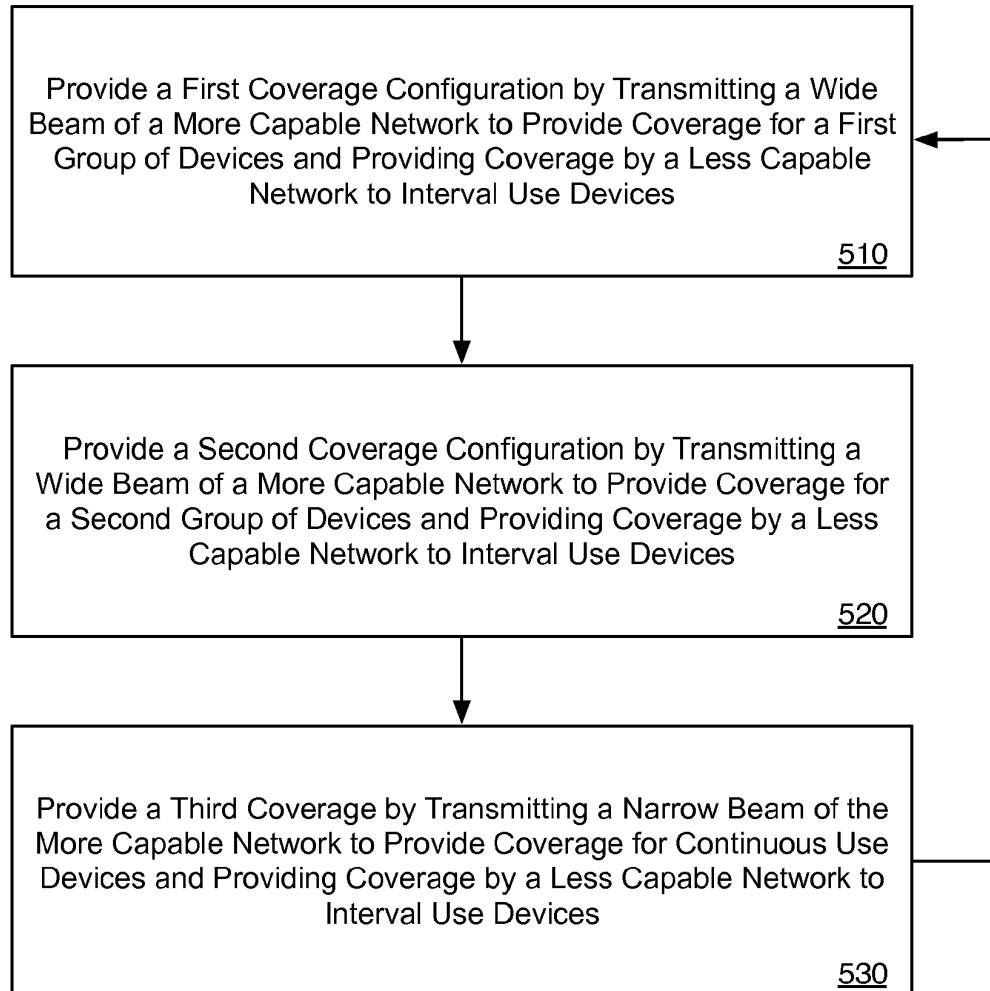 Provide a First Coverage Configuration by Transmitting a Wide
Beam of a More Capable Network to Provide Coverage for a First
Group of Devices and Providing Coverage by a Less Capable
Network to Interval Use Devices
510
Provide a Second Coverage Configuration by Transmitting a
Wide Beam of a More Capable Network to Provide Coverage for
a Second Group of Devices and Providing Coverage by a Less
Capable Network to Interval Use Devices
520
Provide a Third Coverage by Transmitting a Narrow Beam of the
More Capable Network to Provide Coverage for Continuous Use
Devices and Providing Coverage by a Less Capable Network to
Interval Use Devices
530